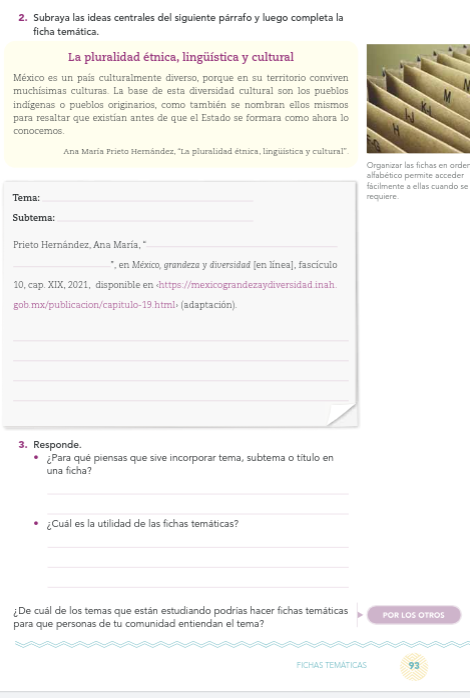 2. Subraya las ideas centrales del siguiente párrafo y luego completa la
ficha temática.
La pluralidad étnica, lingüística y cultural
México es un país culturalmente diverso, porque en su territorio conviven
muchísimas culturas. La base de esta diversidad cultural son los pueblos
indígenas o pueblos originarios, como también se nombran ellos mismos
para resaltar que existían antes de que el Estado se formara como ahora lo
conocemos.
Ana María Prieto Hernández, "La pluralidad étnica, lingüística y cultural".
H
I-J
K-L
M
N
Organizar las fichas en orden
alfabético permite acceder
fácilmente a ellas cuando se
requiere.
Tema:
Subtema:
Prieto Hernández, Ana María, "
", en México, grandeza y diversidad [en línea], fascículo
10, cap. XIX, 2021, disponible en <https://mexicograndezaydiversidad.inah.
gob.mx/publicacion/capitulo-19.html> (adaptación).
3. Responde.
• ¿Para qué piensas que sive incorporar tema, subtema o título en
una ficha?
• ¿Cuál es la utilidad de las fichas temáticas?
¿De cuál de los temas que están estudiando podrías hacer fichas temáticas
para que personas de tu comunidad entiendan el tema?
POR LOS OTROS
FICHAS TEMÁTICAS
93